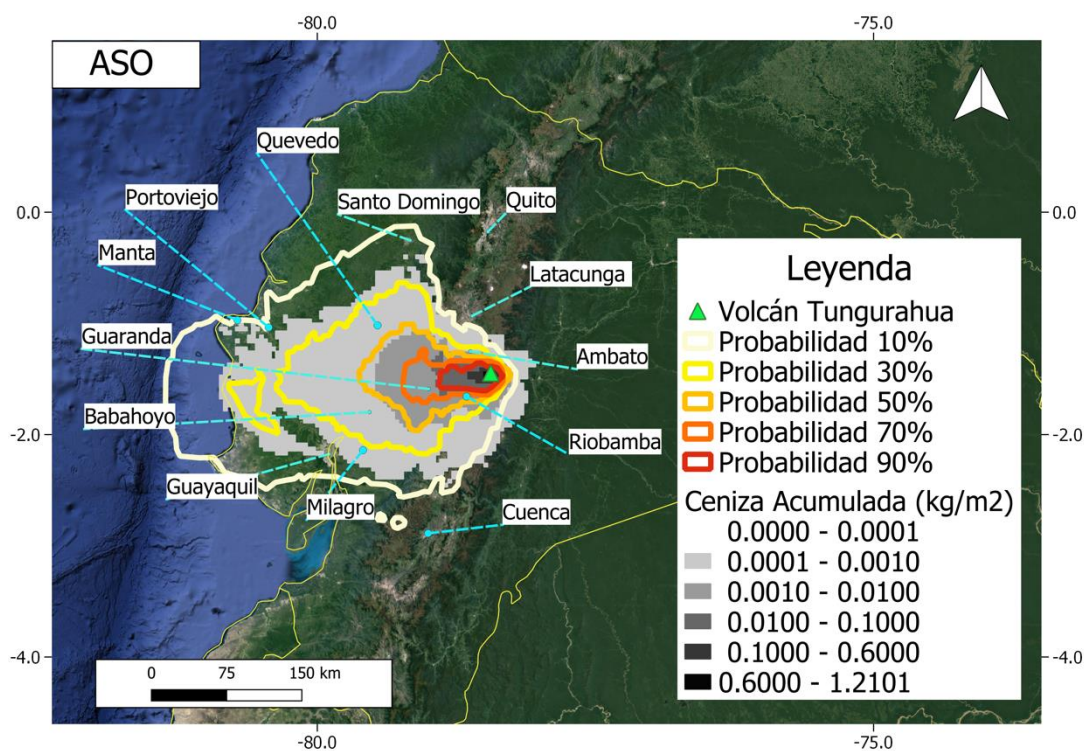 -80.0
-75.0
ASO
Quevedo
Portoviejo
Santo Domingo
Quito
0.0
0.0
Manta
Latacunga
Guaranda
Ambato
Babahoyo
-2.0
-2.0
Riobamba
Guayaquil
Milagro
Cuenca
-4.0
-4.0
Leyenda
Volcán Tungurahua
Probabilidad 10%
Probabilidad 30%
Probabilidad 50%
Probabilidad 70%
Probabilidad 90%
Ceniza Acumulada (kg/m2)
0.0000 - 0.0001
0.0001 - 0.0010
0.0010 - 0.0100
0.0100 - 0.1000
0.1000 - 0.6000
0.6000 - 1.2101
0 75 150 km
-80.0
-75.0